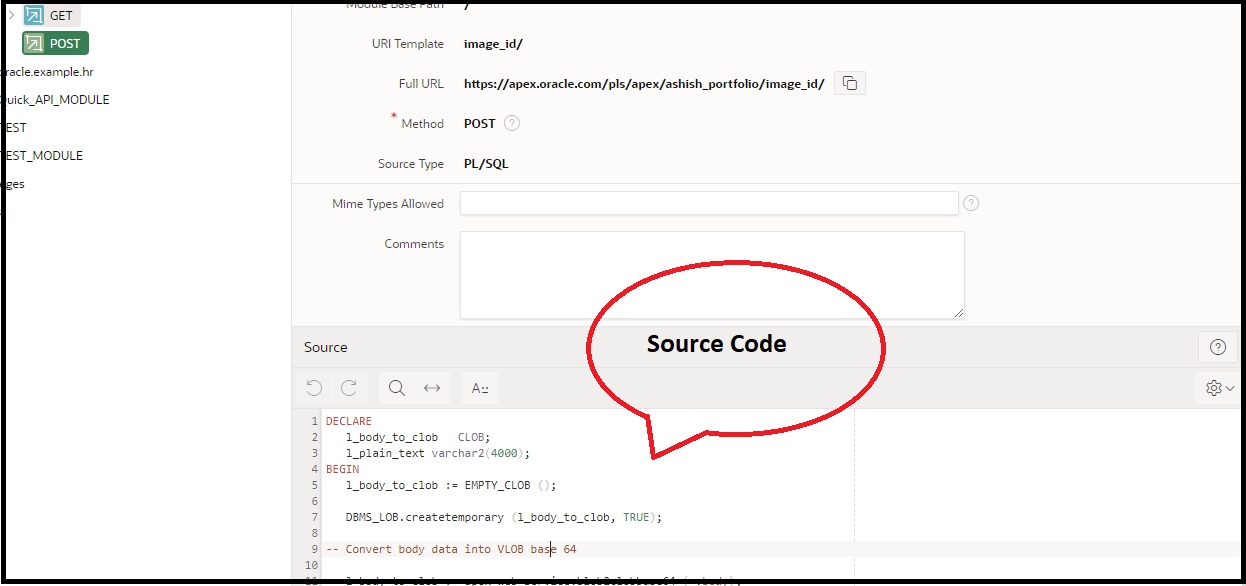 GET
POST
racle.example.hr
uick_API_MODULE
EST
EST_MODULE
ges
Module Base Path /
URI Template image_id/
Full URL https://apex.oracle.com/pls/apex/ashish_portfolio/image_id/
* Method POST ?
Source Type PL/SQL
Mime Types Allowed ?
Comments
Source Code
Source ?
A::
1 DECLARE
2 l_body_to_clob CLOB;
3 l_plain_text varchar2(4000);
4 BEGIN
5 l_body_to_clob := EMPTY_CLOB ();
6
7 DBMS_LOB.createtemporary (l_body_to_clob, TRUE);
8
9 -- Convert body data into VLOB base 64
10